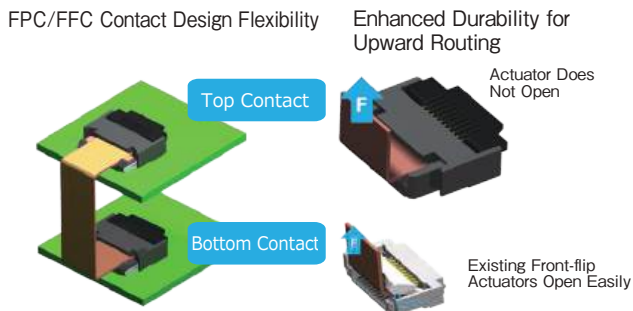 FPC/FFC Contact Design Flexibility
Enhanced Durability for
Upward Routing
Top Contact
F
Actuator Does
Not Open
Bottom Contact
F
Existing Front-flip
Actuators Open Easily